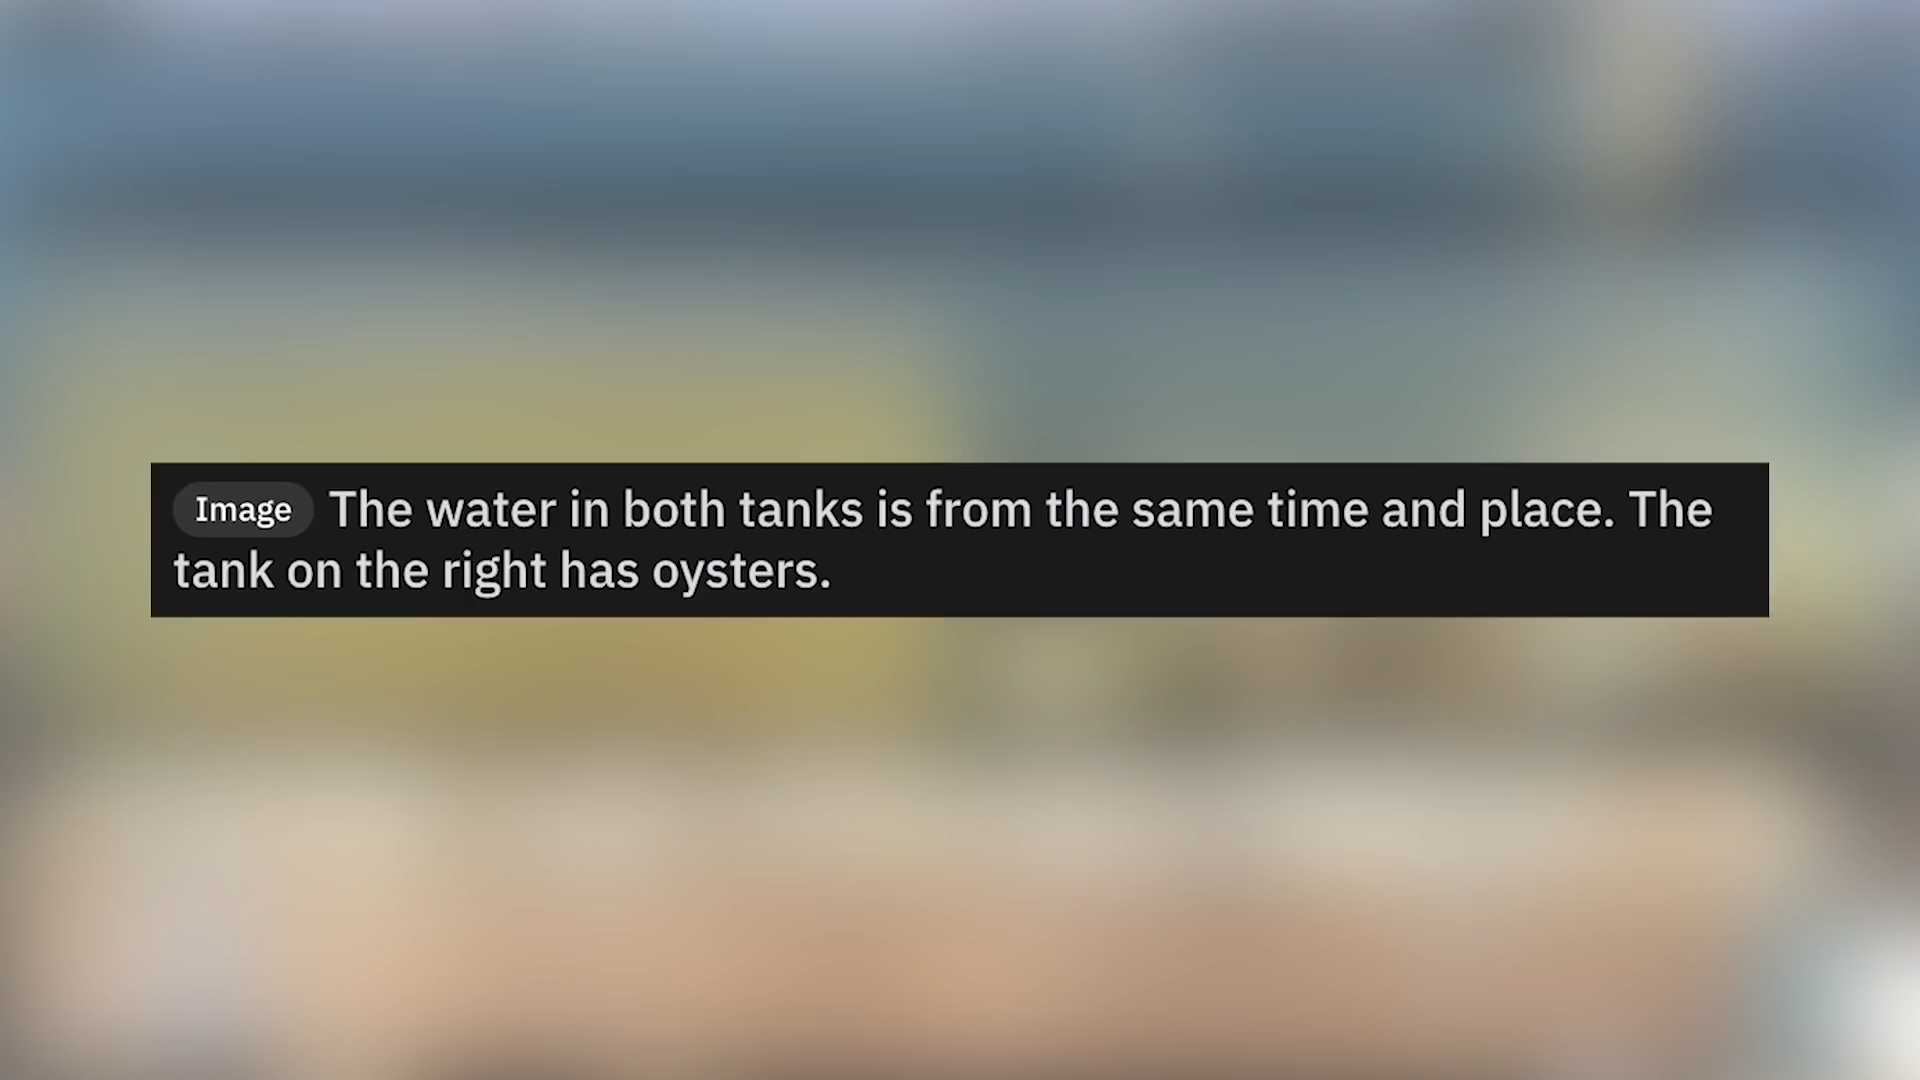 Image The water in both tanks is from the same time and place. The
tank on the right has oysters.